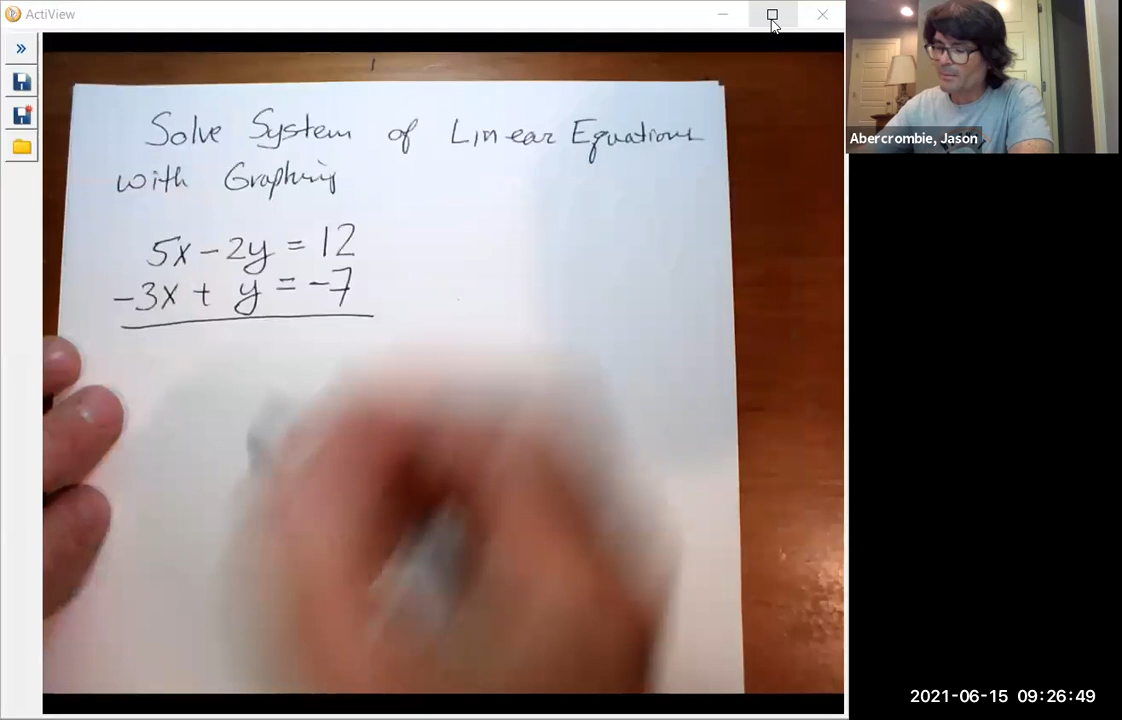 ActiView
Solve System of Linear Equations
with Graphing
5x - 2y = 12
-3x + y = -7
Abercrombie, Jason
2021-06-15 09:26:49